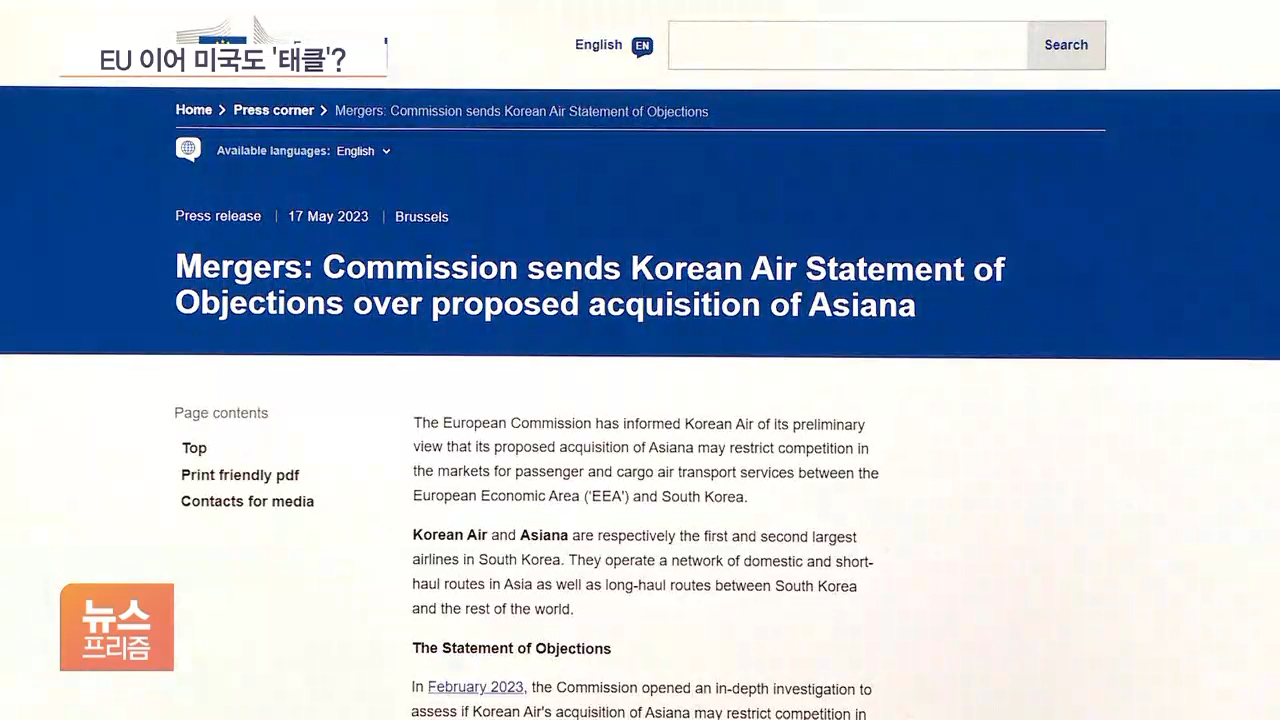 EU 이어 미국도 '태클'?
English EN Search
Home Press corner Mergers: Commission sends Korean Air Statement of Objections
Available languages: English
Press release | 17 May 2023 | Brussels
Mergers: Commission sends Korean Air Statement of
Objections over proposed acquisition of Asiana
Page contents
Top
Print friendly pdf
Contacts for media
The European Commission has informed Korean Air of its preliminary
view that its proposed acquisition of Asiana may restrict competition in
the markets for passenger and cargo air transport services between the
European Economic Area ('EEA') and South Korea.
Korean Air and Asiana are respectively the first and second largest
airlines in South Korea. They operate a network of domestic and short-
haul routes in Asia as well as long-haul routes between South Korea
and the rest of the world.
The Statement of Objections
In February 2023, the Commission opened an in-depth investigation to
assess if Korean Air's acquisition of Asiana may restrict competition in
뉴스
프리즘